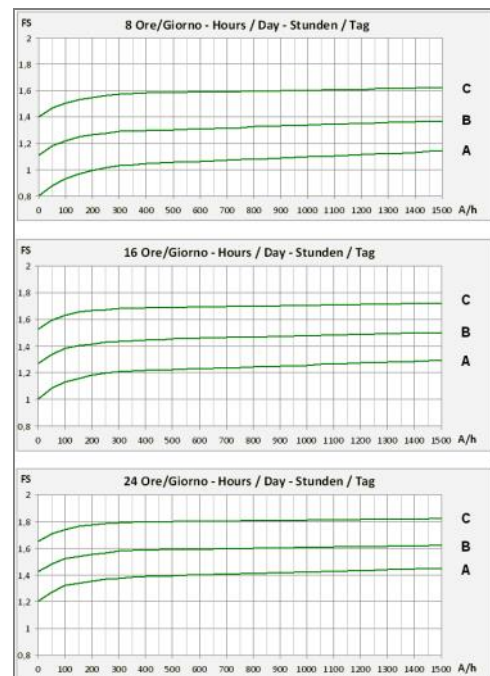 FS
8 Ore/Giorno - Hours / Day - Stunden / Tag
2
1,8
1,6
1,4
1,2
1
0,8
C
B
A
0 100 200 300 400 500 600 700 800 900 1000 1100 1200 1300 1400 1500 A/h
FS
16 Ore/Giorno - Hours / Day - Stunden / Tag
2
1,8
1,6
1,4
1,2
1
0,8
C
B
A
0 100 200 300 400 500 600 700 800 900 1000 1100 1200 1300 1400 1500 A/h
FS
24 Ore/Giorno - Hours / Day - Stunden / Tag
2
1,8
1,6
1,4
1,2
1
0,8
C
B
A
0 100 200 300 400 500 600 700 800 900 1000 1100 1200 1300 1400 1500 A/h